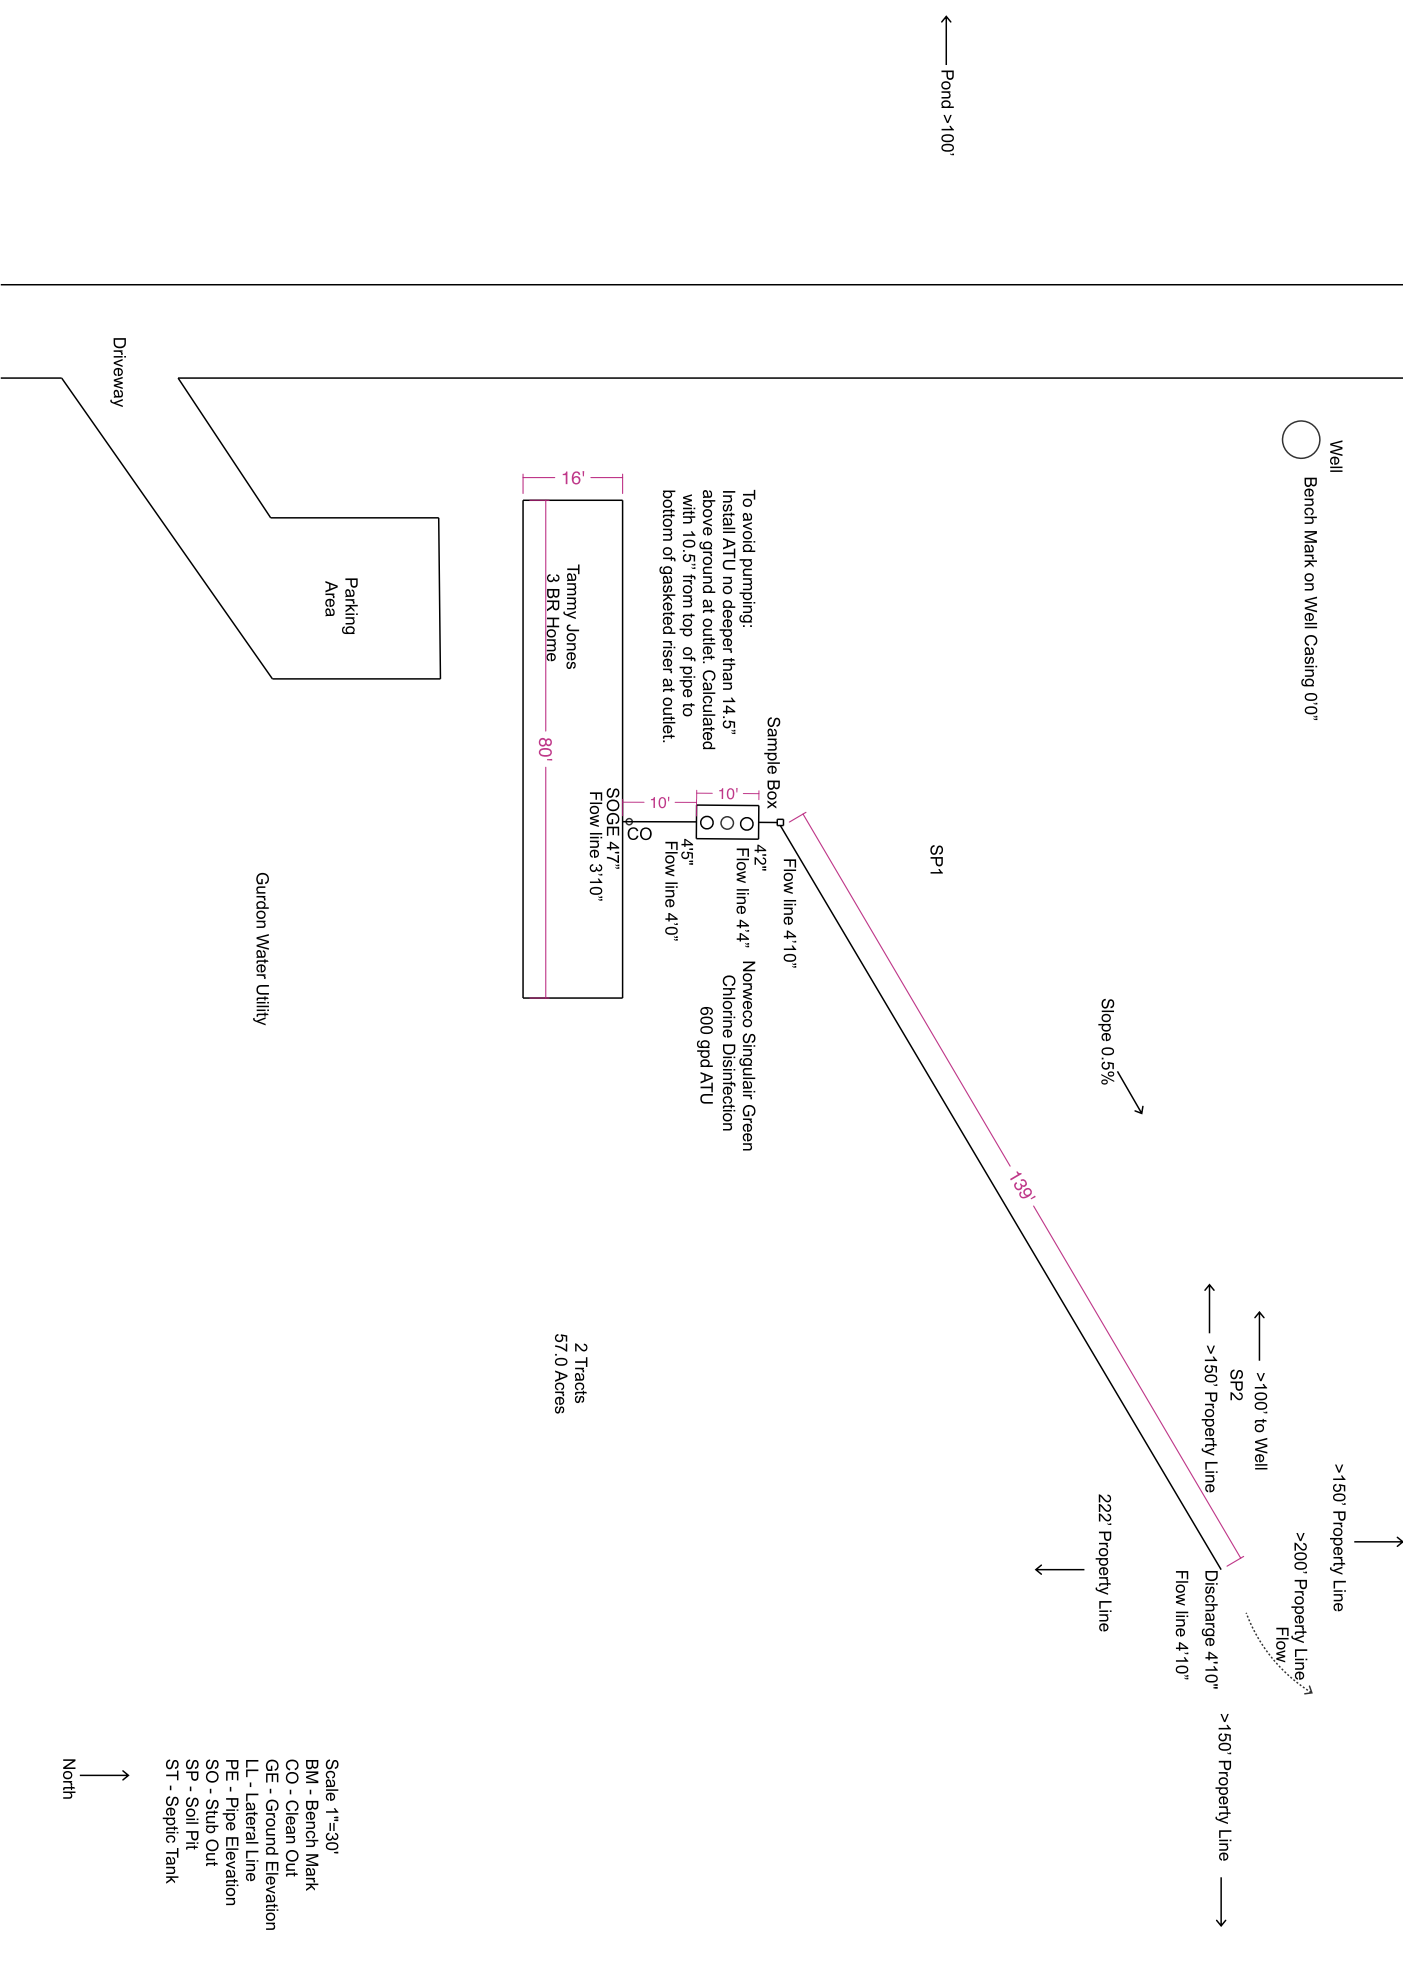 Pond >100'
Well
Bench Mark on Well Casing 0'0"
Driveway
Parking
Area
16'
80'
Tammy Jones
3 BR Home
To avoid pumping:
Install ATU no deeper than 14.5"
above ground at outlet. Calculated
with 10.5" from top of pipe to
bottom of gasketed riser at outlet.
Sample Box
10'
10'
CO
SOGE 4'7"
Flow line 3'10"
4'5"
Flow line 4'0"
4'2"
Flow line 4'4"
Flow line 4'10"
Norweco Singulair Green
Chlorine Disinfection
600 gpd ATU
SP1
Slope 0.5%
139'
Gurdon Water Utility
2 Tracts
57.0 Acres
>100' to Well
SP2
>150' Property Line
>150' Property Line
>200' Property Line
Flow
222' Property Line
Discharge 4'10"
Flow line 4'10"
>150' Property Line
Scale 1"=30'
BM - Bench Mark
CO - Clean Out
GE - Ground Elevation
LL - Lateral Line
PE - Pipe Elevation
SO - Stub Out
SP - Soil Pit
ST - Septic Tank
North